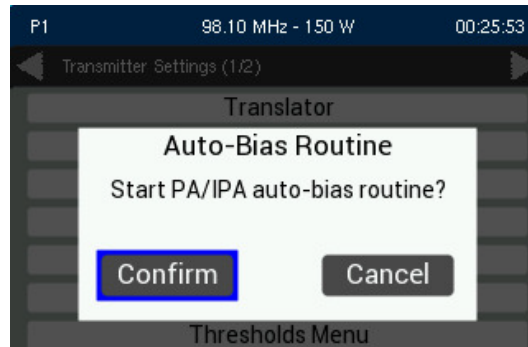 P1 98.10 MHz - 150 W 00:25:53
Transmitter Settings (1/2)
Translator
Auto-Bias Routine
Start PA/IPA auto-bias routine?
Confirm Cancel
Thresholds Menu